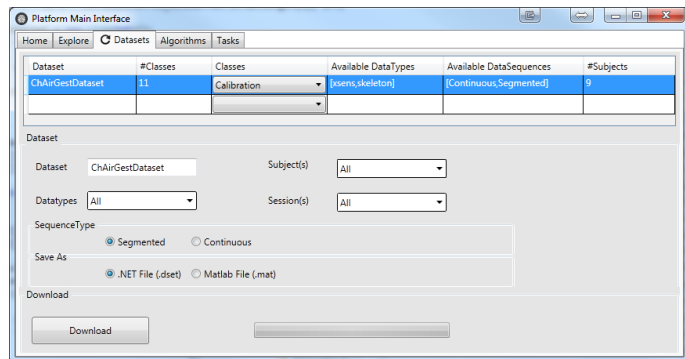 Platform Main Interface
Home Explore Datasets Algorithms Tasks
Dataset #Classes Classes Available DataTypes Available DataSequences #Subjects
ChAirGestDataset 11 Calibration [xsens,skeleton] [Continuous,Segmented] 9
Dataset
Dataset ChAirGestDataset Subject(s) All
Datatypes All Session(s) All
SequenceType
Segmented Continuous
Save As
.NET File (.dset) Matlab File (.mat)
Download
Download